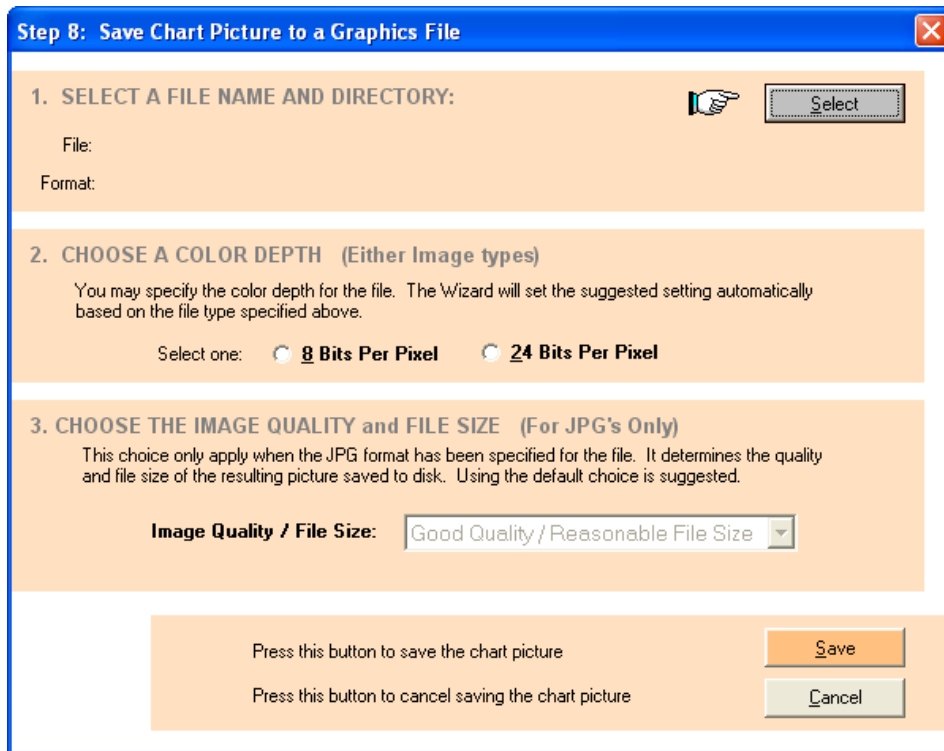 Step 8:  Save Chart Picture to a Graphics File
1.  SELECT A FILE NAME AND DIRECTORY:
Select
File:
Format:
2.  CHOOSE A COLOR DEPTH   (Either Image types)
You may specify the color depth for the file.  The Wizard will set the suggested setting automatically
based on the file type specified above.
Select one:   8 Bits Per Pixel   24 Bits Per Pixel
3. CHOOSE THE IMAGE QUALITY and FILE SIZE   (For JPG's Only)
This choice only apply when the JPG format has been specified for the file.  It determines the quality
and file size of the resulting picture saved to disk.  Using the default choice is suggested.
Image Quality / File Size:   Good Quality / Reasonable File Size
Press this button to save the chart picture   Save
Press this button to cancel saving the chart picture   Cancel